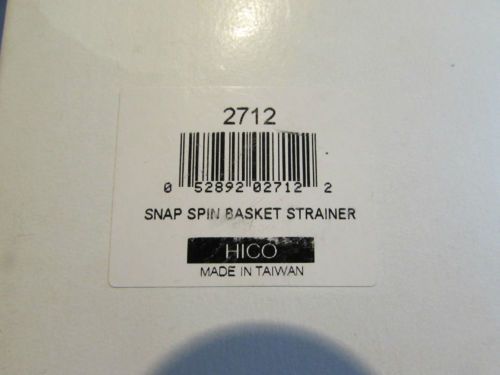 2712
0 52892 02712 2
SNAP SPIN BASKET STRAINER
HICO
MADE IN TAIWAN